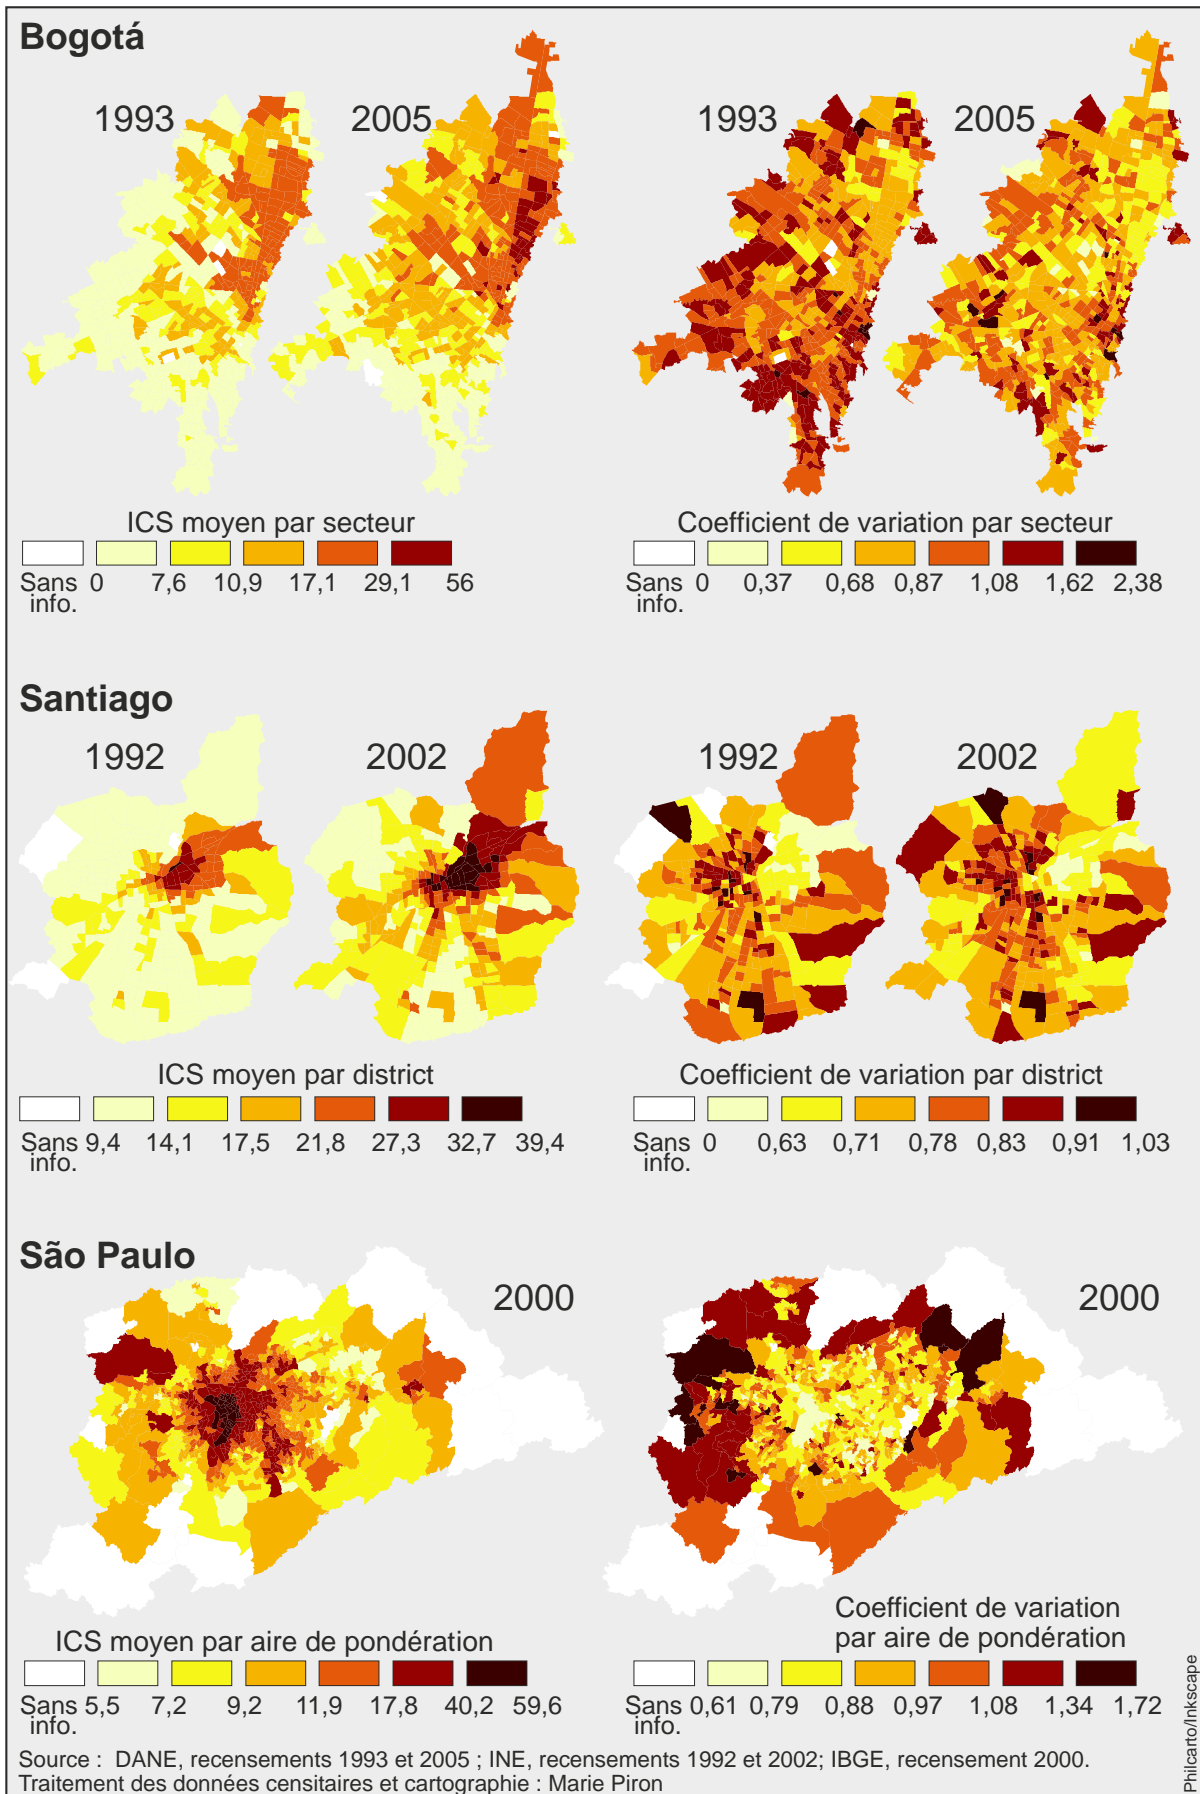 Bogotá
1993
2005
1993
2005
ICS moyen par secteur
Sans info.
0 7,6 10,9 17,1 29,1 56
Coefficient de variation par secteur
Sans info.
0 0,37 0,68 0,87 1,08 1,62 2,38
Santiago
1992
2002
1992
2002
ICS moyen par district
Sans info.
9,4 14,1 17,5 21,8 27,3 32,7 39,4
Coefficient de variation par district
Sans info.
0 0,63 0,71 0,78 0,83 0,91 1,03
São Paulo
2000
2000
ICS moyen par aire de pondération
Sans info.
5,5 7,2 9,2 11,9 17,8 40,2 59,6
Coefficient de variation
par aire de pondération
Sans info.
0,61 0,79 0,88 0,97 1,08 1,34 1,72
Source : DANE, recensements 1993 et 2005 ; INE, recensements 1992 et 2002; IBGE, recensement 2000.
Traitement des données censitaires et cartographie : Marie Piron
Philcarto/Inkscape